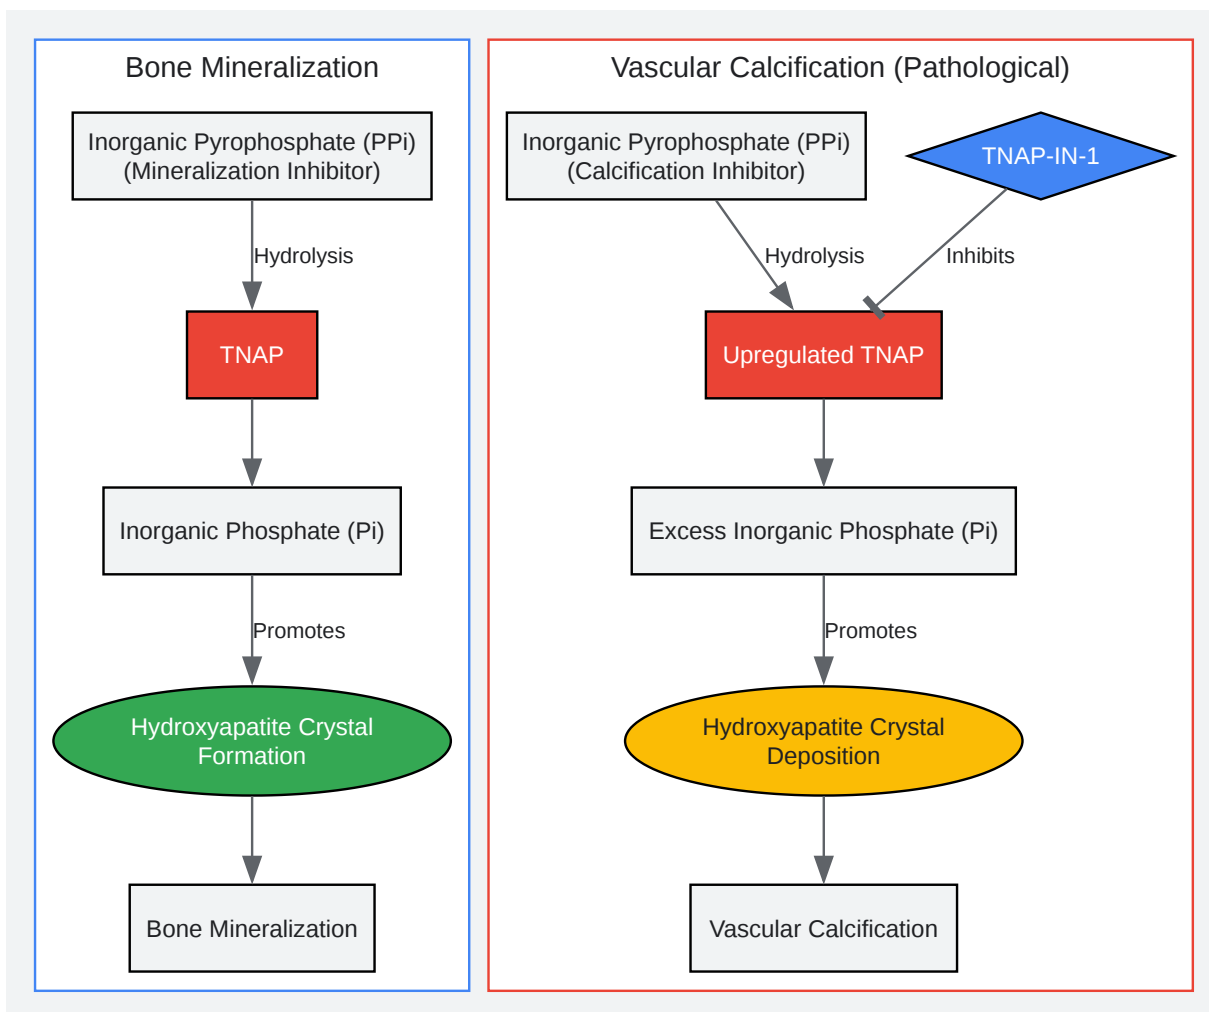 Bone Mineralization
Inorganic Pyrophosphate (PPi)
(Mineralization Inhibitor)
Hydrolysis
TNAP
Inorganic Phosphate (Pi)
Promotes
Hydroxyapatite Crystal
Formation
Bone Mineralization
Vascular Calcification (Pathological)
Inorganic Pyrophosphate (PPi)
(Calcification Inhibitor)
TNAP-IN-1
Hydrolysis
Inhibits
Upregulated TNAP
Excess Inorganic Phosphate (Pi)
Promotes
Hydroxyapatite Crystal
Deposition
Vascular Calcification